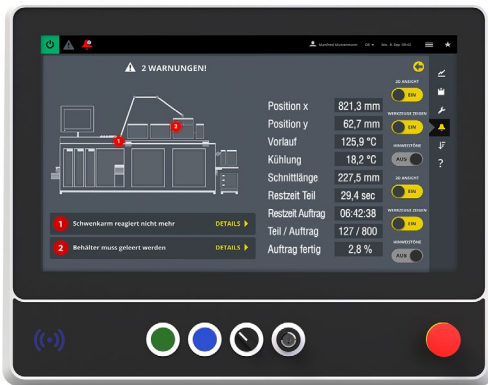 2 WARNUNGEN!
2D ANSICHT
EIN
Position x 821,3 mm
Position y 62,7 mm
WERKZEUGE ZEIGEN
EIN
Vorlauf 125,9 °C
HINWEISTÖNE
Kühlung 18,2 °C
AUS
Schnittlänge 227,5 mm
2D ANSICHT
EIN
Restzeit Teil 29,4 sec
Restzeit Auftrag 06:42:38
WERKZEUGE ZEIGEN
EIN
Teil / Auftrag 127 / 800
HINWEISTÖNE
Auftrag fertig 2,8 %
AUS
1
1 Schwenkarm reagiert nicht mehr DETAILS
2 Behälter muss geleert werden DETAILS
?